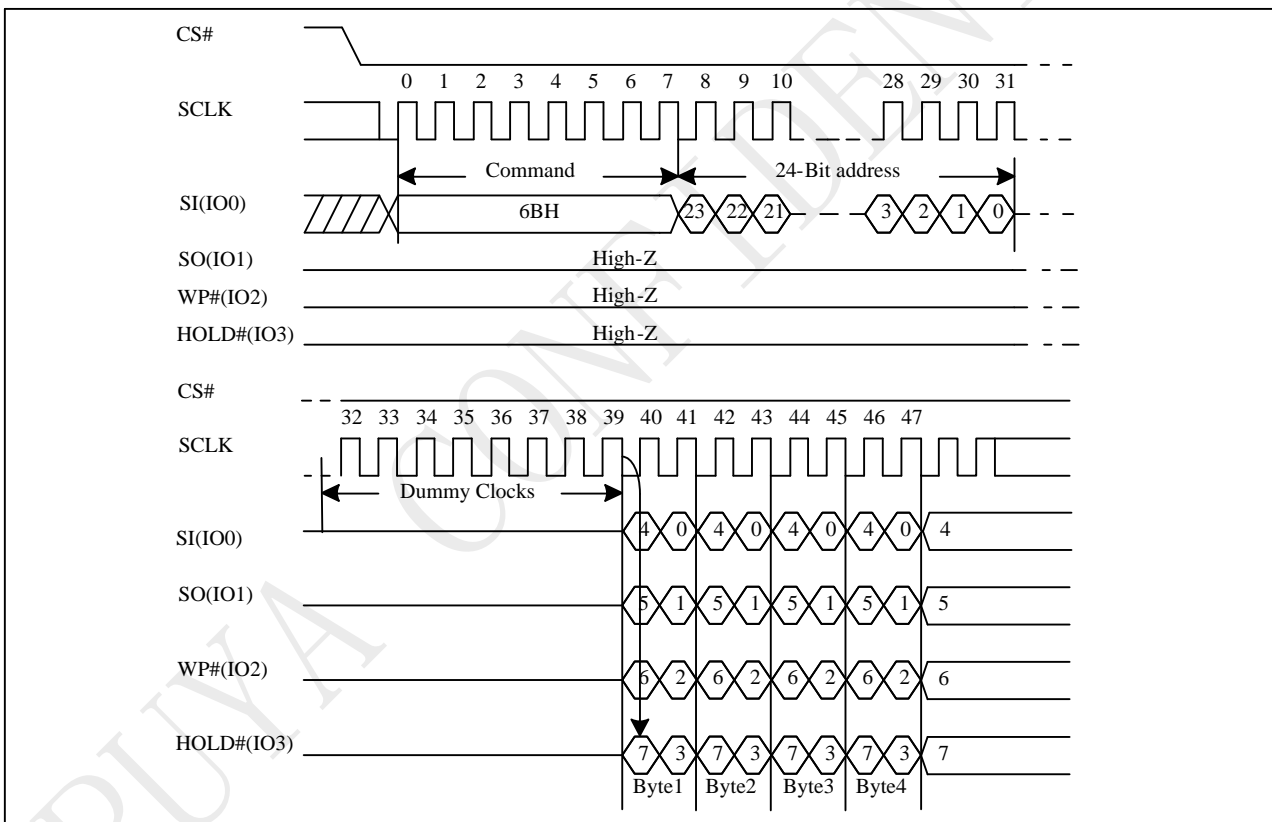 CS#
0 1 2 3 4 5 6 7 8 9 10 28 29 30 31
SCLK
Command 24-Bit address
SI(IO0) 6BH 23 22 21 3 2 1 0
SO(IO1) High-Z
WP#(IO2) High-Z
HOLD#(IO3) High-Z
CS#
32 33 34 35 36 37 38 39 40 41 42 43 44 45 46 47
SCLK
Dummy Clocks
SI(IO0) 4 0 4 0 4 0 4 0 4
SO(IO1) 5 1 5 1 5 1 5 1 5
WP#(IO2) 6 2 6 2 6 2 6 2 6
HOLD#(IO3) 7 3 7 3 7 3 7 3 7
Byte1 Byte2 Byte3 Byte4
PUYA CONFIDEN